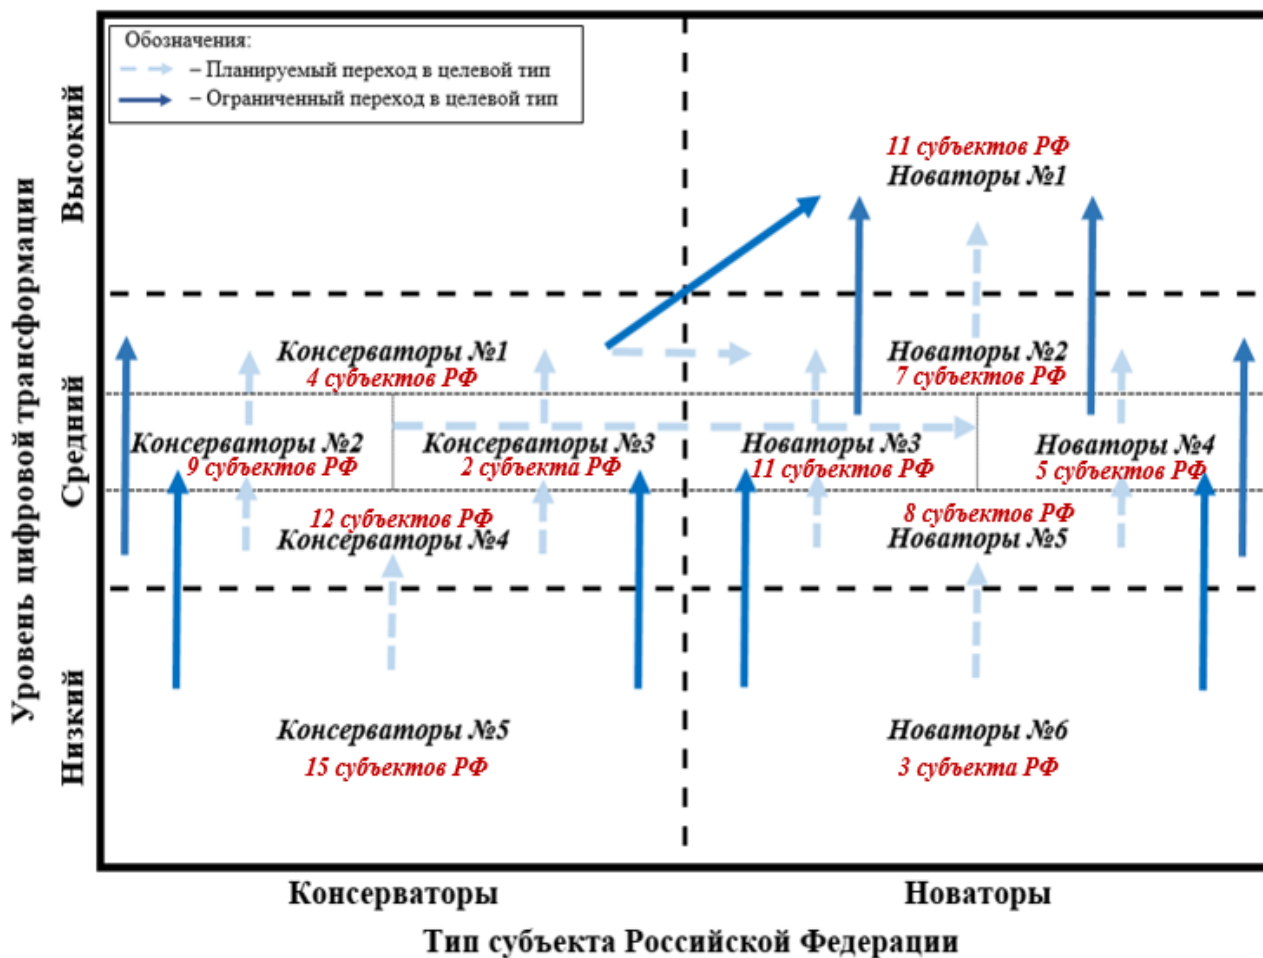 Обозначения:
– Планируемый переход в целевой тип
– Ограниченный переход в целевой тип
Уровень цифровой трансформации
Высокий
Средний
Низкий
11 субъектов РФ
Новаторы №1
Консерваторы №1
4 субъектов РФ
Новаторы №2
7 субъектов РФ
Консерваторы №2
9 субъектов РФ
Консерваторы №3
2 субъекта РФ
Новаторы №3
11 субъектов РФ
Новаторы №4
5 субъектов РФ
12 субъектов РФ
Консерваторы №4
8 субъектов РФ
Новаторы №5
Консерваторы №5
15 субъектов РФ
Новаторы №6
3 субъекта РФ
Консерваторы
Новаторы
Тип субъекта Российской Федерации